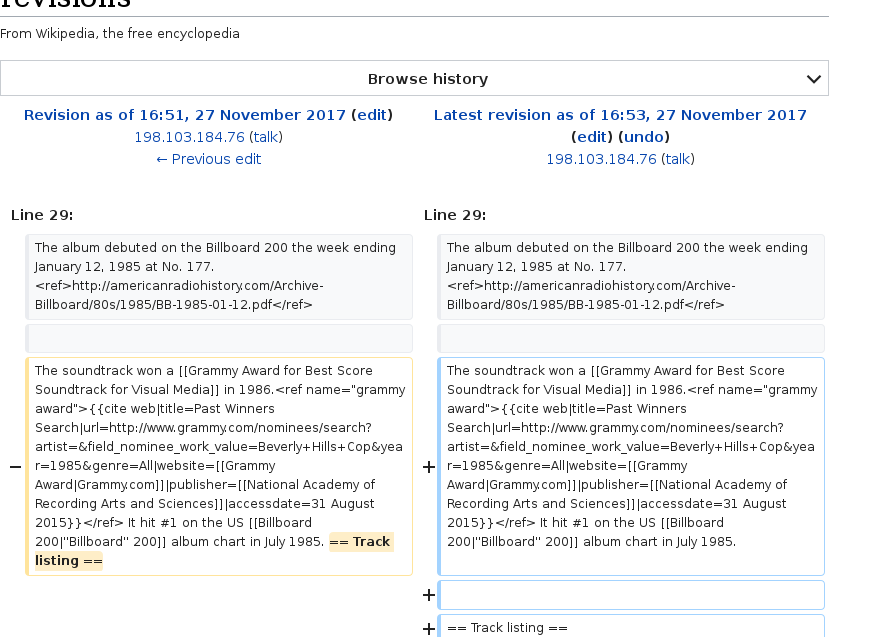 revisions
From Wikipedia, the free encyclopedia
Browse history
Revision as of 16:51, 27 November 2017 (edit)
198.103.184.76 (talk)
← Previous edit
Latest revision as of 16:53, 27 November 2017
(edit) (undo)
198.103.184.76 (talk)
Line 29:
Line 29:
The album debuted on the Billboard 200 the week ending
January 12, 1985 at No. 177.
<ref>http://americanradiohistory.com/Archive-
Billboard/80s/1985/BB-1985-01-12.pdf</ref>
The album debuted on the Billboard 200 the week ending
January 12, 1985 at No. 177.
<ref>http://americanradiohistory.com/Archive-
Billboard/80s/1985/BB-1985-01-12.pdf</ref>
−
The soundtrack won a [[Grammy Award for Best Score
Soundtrack for Visual Media]] in 1986.<ref name="grammy
award">{{cite web|title=Past Winners
Search|url=http://www.grammy.com/nominees/search?
artist=&field_nominee_work_value=Beverly+Hills+Cop&yea
r=1985&genre=All|website=[[Grammy
Award|Grammy.com]]|publisher=[[National Academy of
Recording Arts and Sciences]]|accessdate=31 August
2015}}</ref> It hit #1 on the US [[Billboard
200|''Billboard'' 200]] album chart in July 1985. == Track
listing ==
+
The soundtrack won a [[Grammy Award for Best Score
Soundtrack for Visual Media]] in 1986.<ref name="grammy
award">{{cite web|title=Past Winners
Search|url=http://www.grammy.com/nominees/search?
artist=&field_nominee_work_value=Beverly+Hills+Cop&yea
r=1985&genre=All|website=[[Grammy
Award|Grammy.com]]|publisher=[[National Academy of
Recording Arts and Sciences]]|accessdate=31 August
2015}}</ref> It hit #1 on the US [[Billboard
200|''Billboard'' 200]] album chart in July 1985.
+
+
== Track listing ==